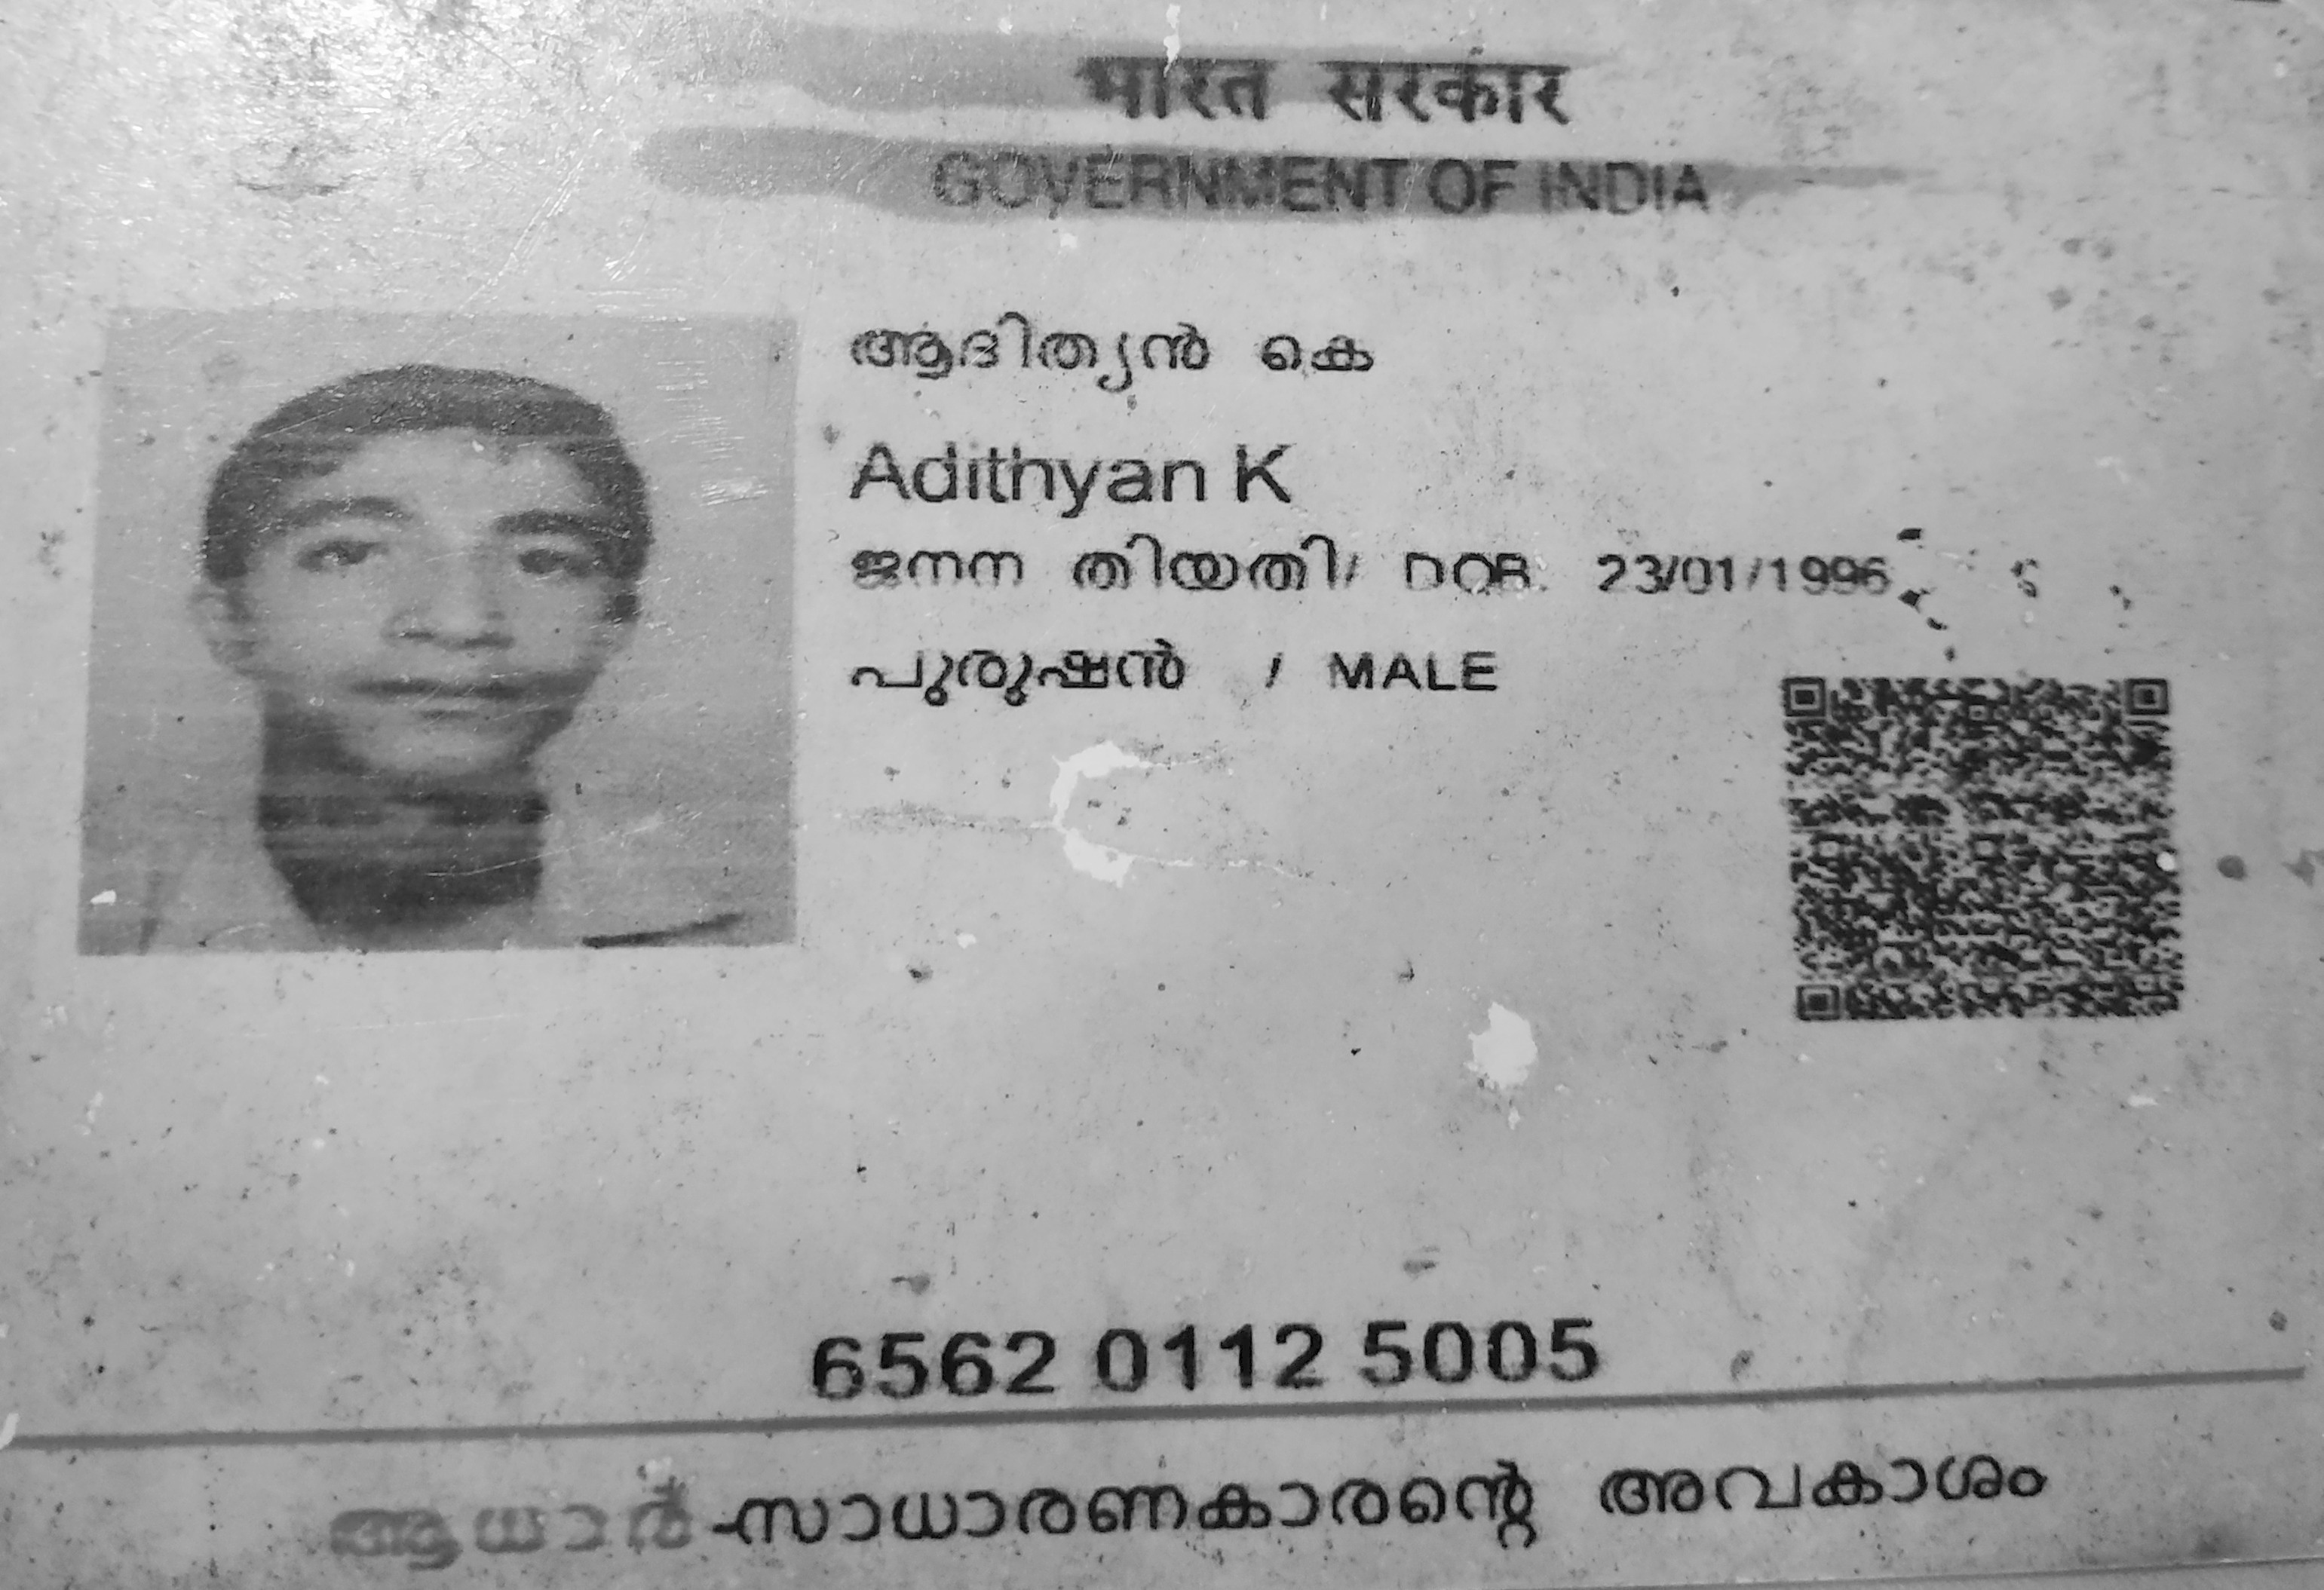 भारत सरकार
GOVERNMENT OF INDIA
ആദിത്യൻ കെ
Adithyan K
ജനന തിയതി/ DOB: 23/01/1996
പുരുഷൻ / MALE
6562 0112 5005
ആധാർ-സാധാരണകാരന്റെ അവകാശം